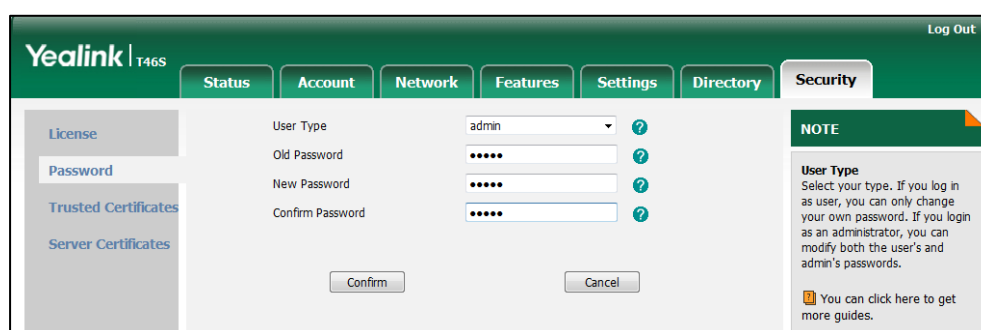 Log Out
Yealink | T46S
Status Account Network Features Settings Directory Security
License
Password
Trusted Certificates
Server Certificates
User Type admin
Old Password •••••
New Password •••••
Confirm Password •••••
Confirm Cancel
NOTE
User Type
Select your type. If you log in
as user, you can only change
your own password. If you login
as an administrator, you can
modify both the user's and
admin's passwords.
You can click here to get
more guides.